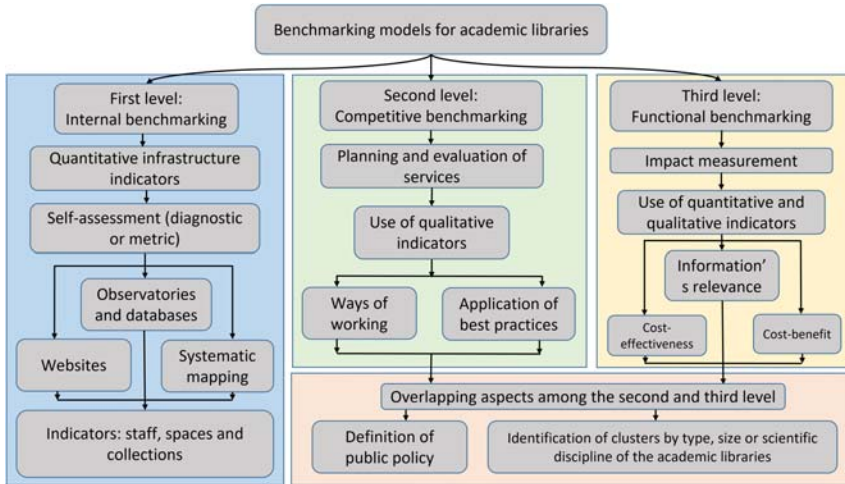 Benchmarking models for academic libraries
First level:
Internal benchmarking
Quantitative infrastructure
indicators
Self-assessment (diagnostic
or metric)
Observatories
and databases
Websites
Systematic
mapping
Indicators: staff, spaces and
collections
Second level:
Competitive benchmarking
Planning and evaluation of
services
Use of qualitative
indicators
Ways of
working
Application of
best practices
Third level:
Functional benchmarking
Impact measurement
Use of quantitative and
qualitative indicators
Information'
s relevance
Cost-
effectiveness
Cost-benefit
Overlapping aspects among the second and third level
Definition of
public policy
Identification of clusters by type, size or scientific
discipline of the academic libraries